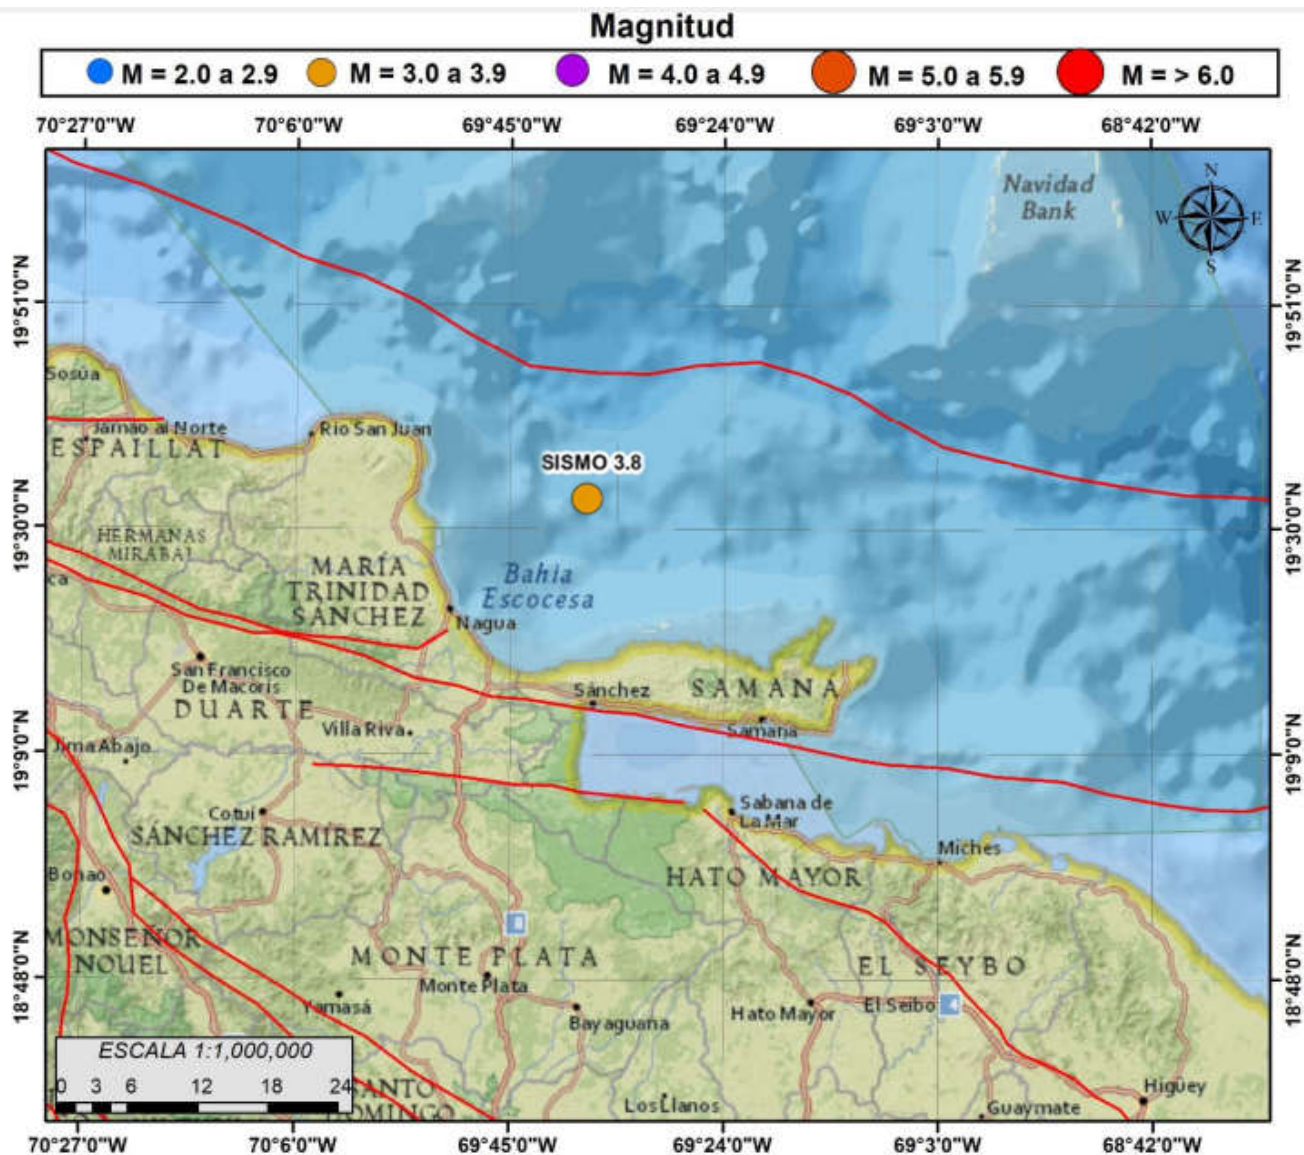 Magnitud
M = 2.0 a 2.9 M = 3.0 a 3.9 M = 4.0 a 4.9 M = 5.0 a 5.9 M = > 6.0
70°27'0"W 70°6'0"W 69°45'0"W 69°24'0"W 69°3'0"W 68°42'0"W
Navidad
Bank
N
W E
S
19°51'0"N 19°51'0"N
Sosúa
Jamao al Norte
Rio San Juan
ESPAILLAT
SISMO 3.8
19°30'0"N 19°30'0"N
HERMANAS
MIRABAL
ca
MARÍA
TRINIDAD
SÁNCHEZ
Bahia
Escocesa
Nagua
San Francisco
De Macorís
DUARTE
Sánchez
SAMANA
Villa Riva
Samaná
Jima Abajo
19°9'0"N 19°9'0"N
Cotuí
SÁNCHEZ RAMÍREZ
Sabana de
La Mar
Miches
Bonao
HATO MAYOR
MONSEÑOR
NOUEL
MONTE PLATA
EL SEYBO
18°48'0"N 18°48'0"N
Monte Plata
Yamasá
Bayaguana
Hato Mayor
El Seibo
4
ESCALA 1:1,000,000
0 3 6 12 18 24
SANTO
DOMINGO
Los Llanos
Higüey
Guaymate
70°27'0"W 70°6'0"W 69°45'0"W 69°24'0"W 69°3'0"W 68°42'0"W